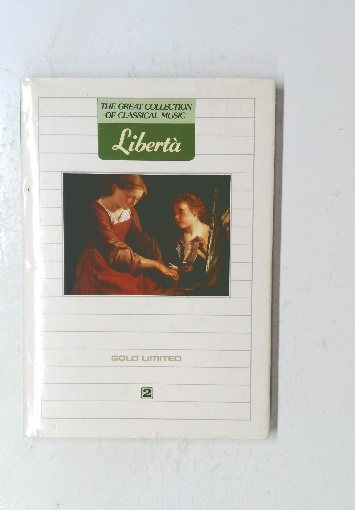 THE GREAT COLLECTION
OF CLASSICAL MUSIC
Libertà
GOLD LIMITED
2